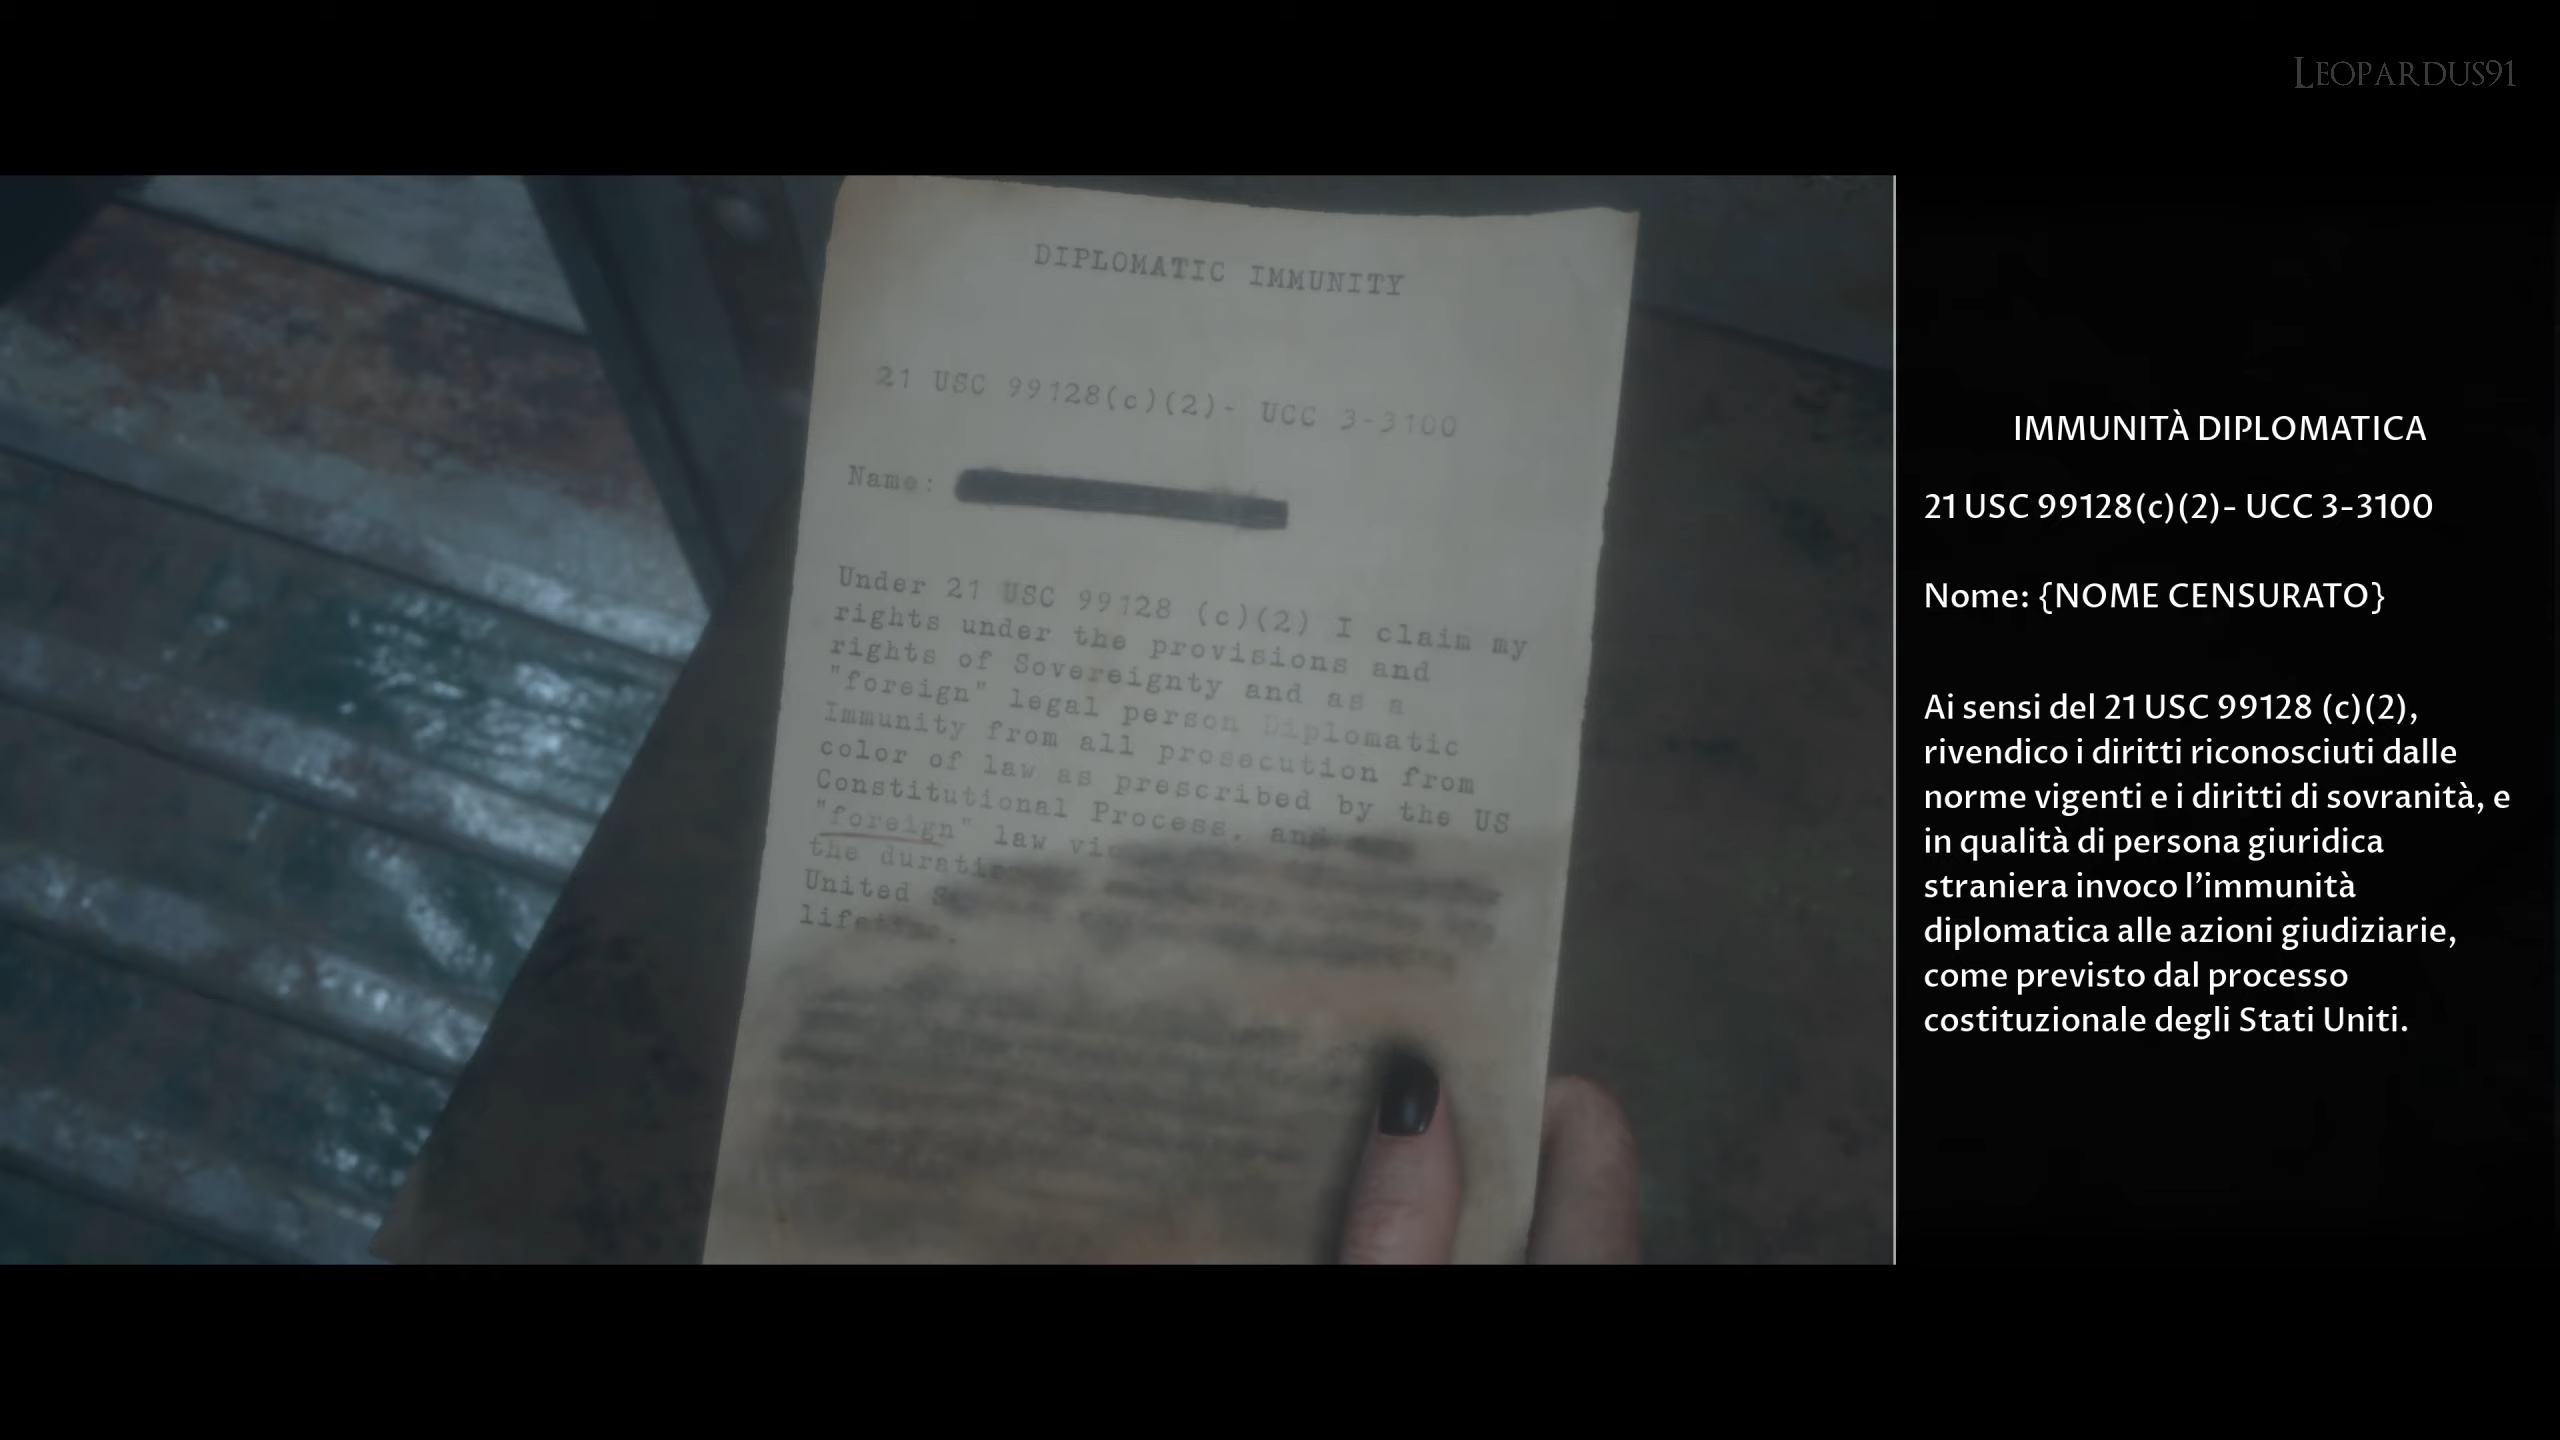 LEOPARDUS91
DIPLOMATIC IMMUNITY
21 USC 99128(c)(2)- UCC 3-3100
Name:
Under 21 USC 99128 (c)(2) I claim my
rights under the provisions and
rights of Sovereignty and as a
"foreign" legal person Diplomatic
Immunity from all prosecution from
color of law as prescribed by the US
Constitutional Process, and
"foreign" law
the
United
IMMUNITÀ DIPLOMATICA
21 USC 99128(c)(2)- UCC 3-3100
Nome: {NOME CENSURATO}
Ai sensi del 21 USC 99128 (c)(2),
rivendico i diritti riconosciuti dalle
norme vigenti e i diritti di sovranità, e
in qualità di persona giuridica
straniera invoco l'immunità
diplomatica alle azioni giudiziarie,
come previsto dal processo
costituzionale degli Stati Uniti.